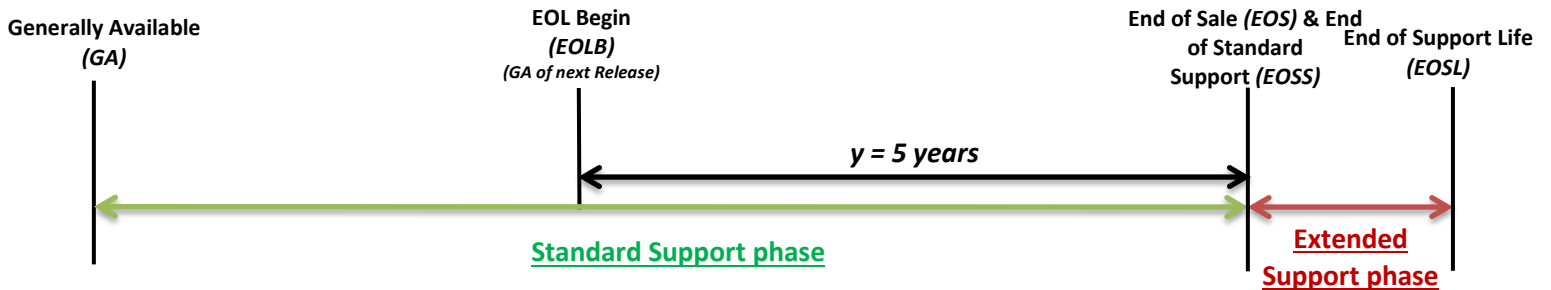 Generally Available
(GA)
EOL Begin
(EOLB)
(GA of next Release)
End of Sale (EOS) & End
of Standard
Support (EOSS)
End of Support Life
(EOSL)
y = 5 years
Standard Support phase
Extended
Support phase